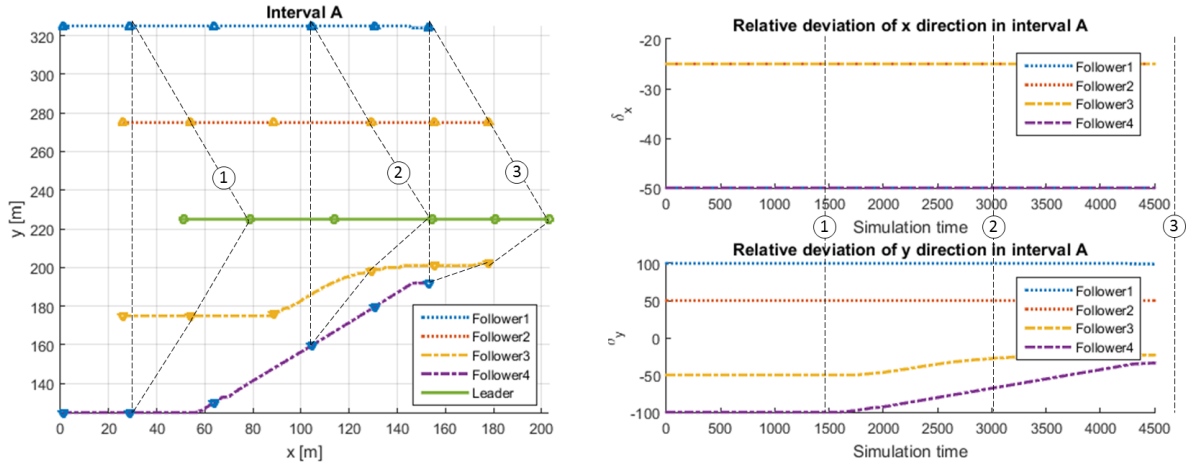 Interval A
320
300
280
260
240
220
200
180
160
140
y [m]
1
2
3
Follower1
Follower2
Follower3
Follower4
Leader
0 20 40 60 80 100 120 140 160 180 200
x [m]
Relative deviation of x direction in interval A
-20
-30
-40
-50
δx
Follower1
Follower2
Follower3
Follower4
0 500 1000 1500 2000 2500 3000 3500 4000 4500
Simulation time
1
2
3
Relative deviation of y direction in interval A
100
50
0
-50
-100
y
Follower1
Follower2
Follower3
Follower4
0 500 1000 1500 2000 2500 3000 3500 4000 4500
Simulation time